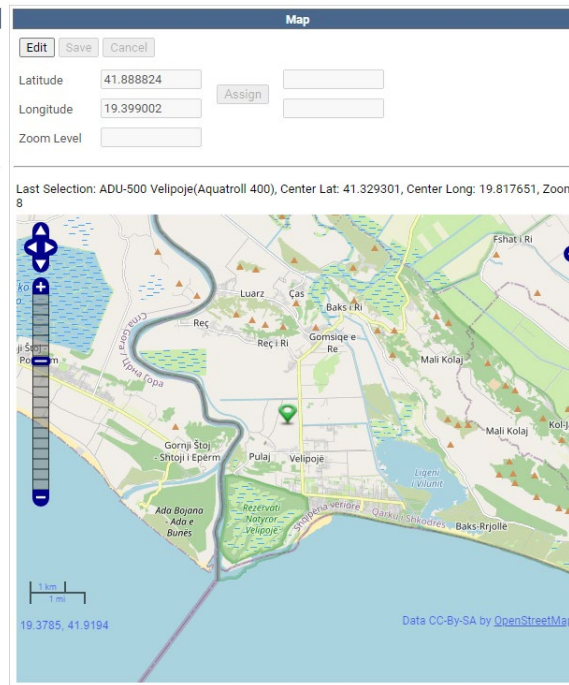 Map
Edit Save Cancel
Latitude 41.888824
Assign
Longitude 19.399002
Zoom Level
Last Selection: ADU-500 Velipoje(Aquatroll 400), Center Lat: 41.329301, Center Long: 19.817651, Zoom
8
Fshat i Ri
Luarz
Ças
Baks i Ri
Reç
Crna Gora / Црна Гора
Reç i Ri
Gomsiqe e
Re
Mali Kolaj
Mali Kolaj
Gornji Štoj
- Shtoji i Epërm
Pulaj
Velipojë
Ligeni
i Vilunit
Ada Bojana
- Ada e
Bunës
Rezervati
Natyror
Velipojë
Shqipëria veriore
Qarku i Shkodrës
Baks-Rrjollë
1 km
1 mi
19.3785, 41.9194
Data CC-By-SA by OpenStreetMap